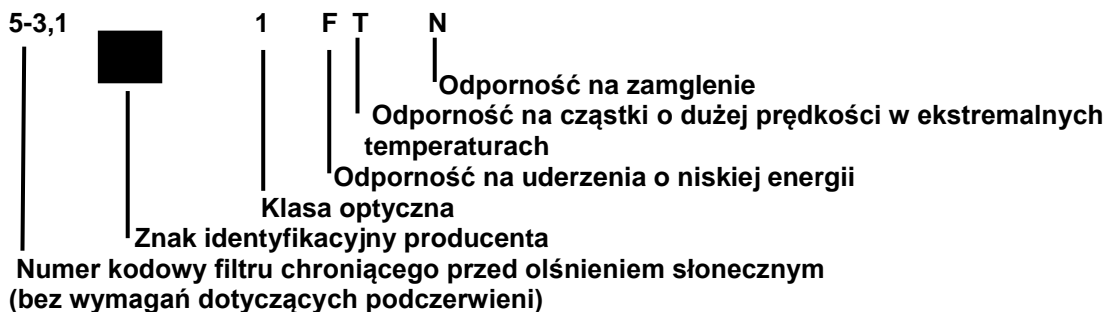 5-3,1 1 F T N
Odporność na zamglenie
Odporność na cząstki o dużej prędkości w ekstremalnych
temperaturach
Odporność na uderzenia o niskiej energii
Klasa optyczna
Znak identyfikacyjny producenta
Numer kodowy filtru chroniącego przed olśnieniem słonecznym
(bez wymagań dotyczących podczerwieni)